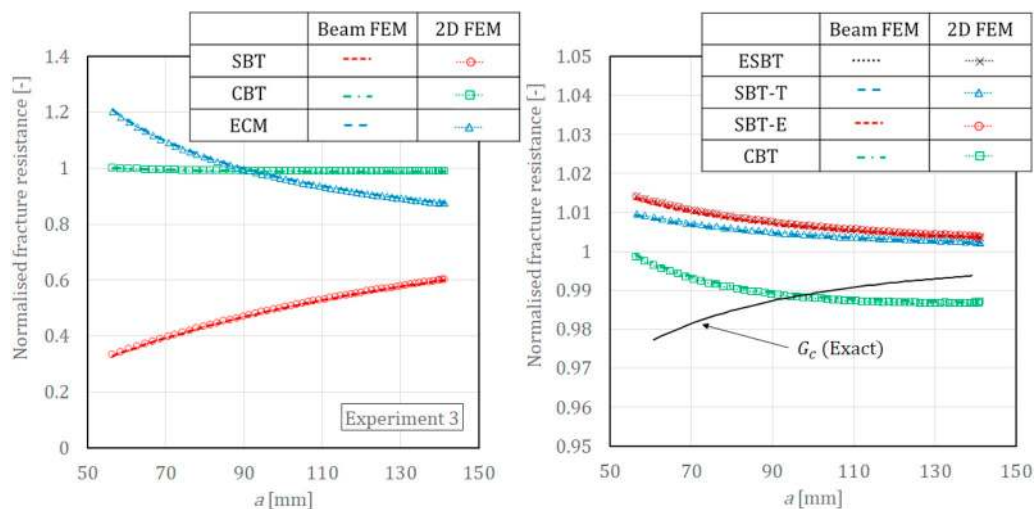 Beam FEM 2D FEM
SBT
CBT
ECM
Normalised fracture resistance [-]
1.4
1.2
1
0.8
0.6
0.4
0.2
0
Experiment 3
50 70 90 110 130 150
a [mm]
Beam FEM 2D FEM
ESBT
SBT-T
SBT-E
CBT
Normalised fracture resistance [-]
1.05
1.04
1.03
1.02
1.01
1
0.99
0.98
0.97
0.96
0.95
G_c (Exact)
50 70 90 110 130 150
a [mm]